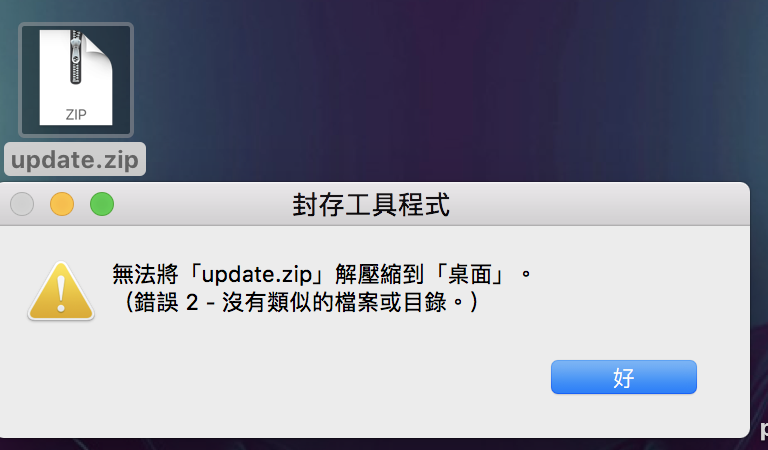 ZIP
update.zip
封存工具程式
無法將「update.zip」解壓縮到「桌面」。
（錯誤 2 - 沒有類似的檔案或目錄。）
好